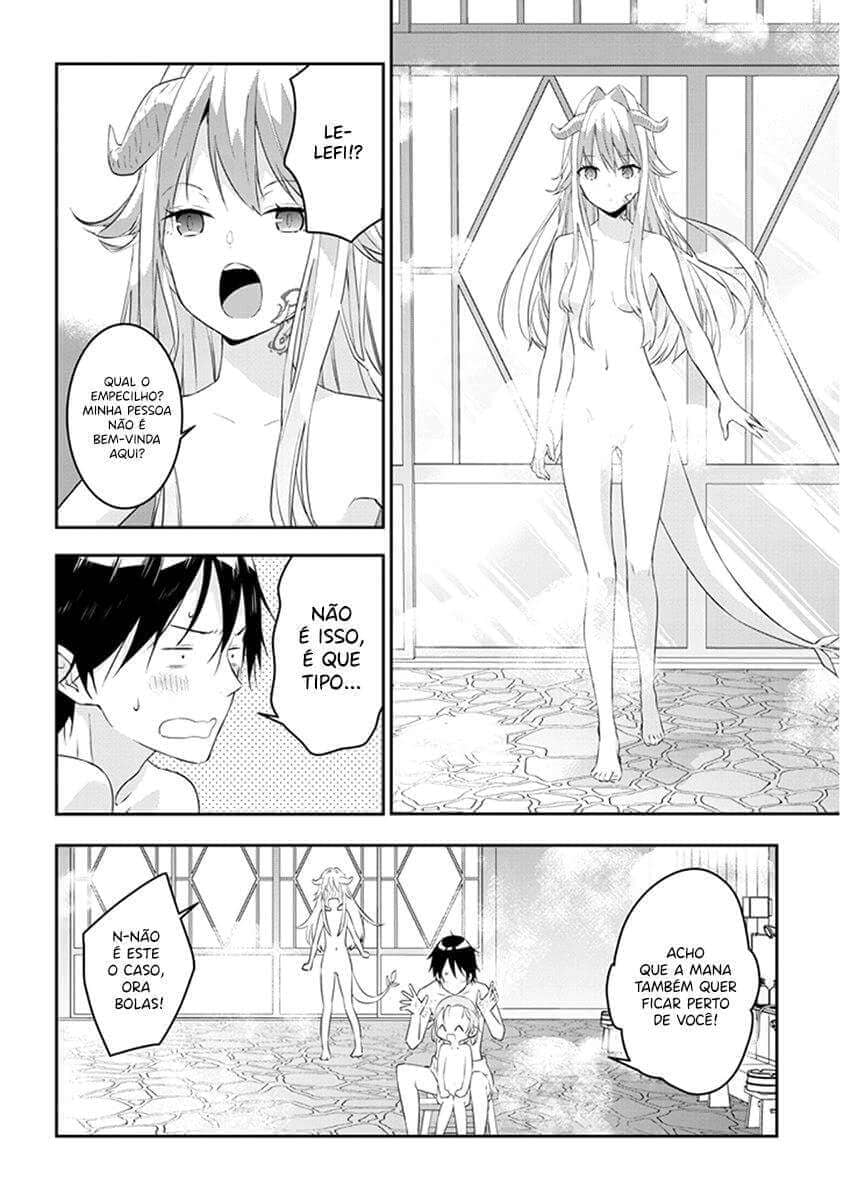 LE-
LEFI!?
QUAL O
EMPECILHO?
MINHA PESSOA
NÃO É
BEM-VINDA
AQUI?
NÃO
É ISSO,
É QUE
TIPO...
ACHO
QUE A MANA
TAMBÉM QUER
FICAR PERTO
DE VOCÊ!
N-NÃO
É ESTE
O CASO,
ORA
BOLAS!